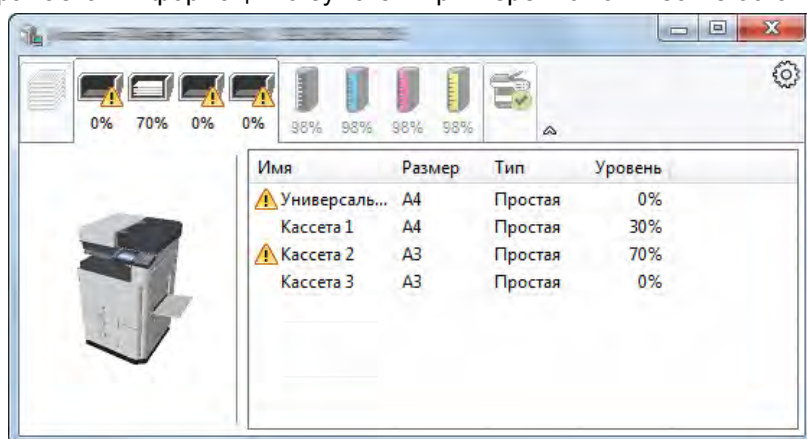 0% 70% 0% 0% 98% 98% 98% 98%
Имя Размер Тип Уровень
Универсаль... A4 Простая 0%
Кассета 1 A4 Простая 30%
Кассета 2 A3 Простая 70%
Кассета 3 A3 Простая 0%